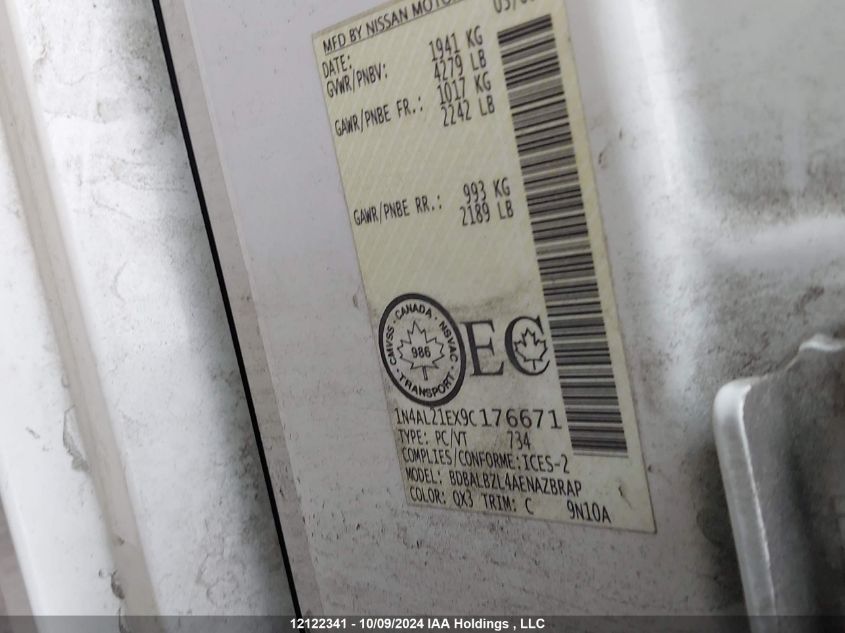 MFD BY NISSAN MOTO
DATE:
GVWR/PNBV: 1941 KG
4279 LB
GAWR/PNBE FR.: 1017 KG
2242 LB
GAWR/PNBE RR.: 993 KG
2189 LB
CMVSS · CANADA · NSVAC
986
TRANSPORT
EC
1N4AL21EX9C176671
TYPE: PC/VT 734
COMPLIES/CONFORME:ICES-2
MODEL: BDBALBZL4AENAZBRAP
COLOR: QX3 TRIM: C 9N10A
12122341 - 10/09/2024 IAA Holdings , LLC